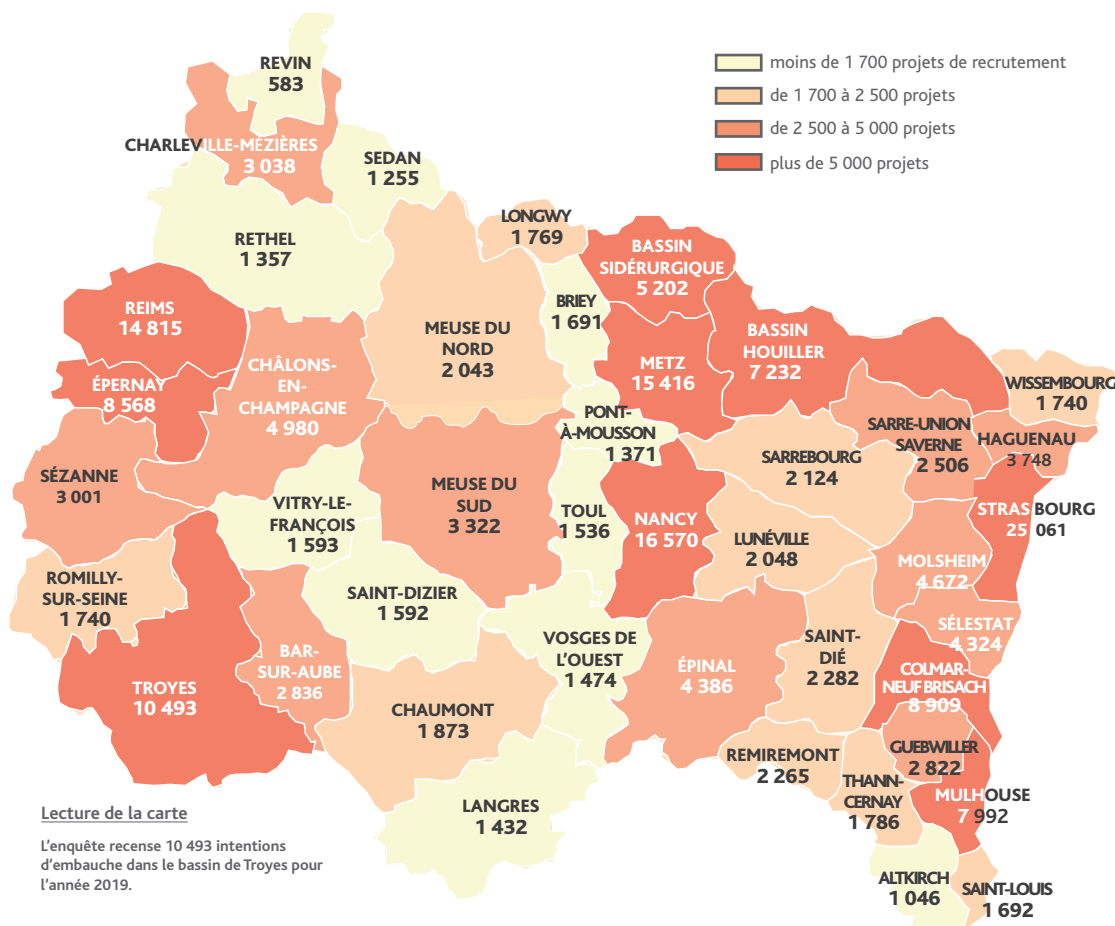 REVIN
583
moins de 1 700 projets de recrutement
de 1 700 à 2 500 projets
de 2 500 à 5 000 projets
plus de 5 000 projets
CHARLEVILLE-MÉZIÈRES
3 038
SEDAN
1 255
RETHEL
1 357
LONGWY
1 769
BASSIN
SIDÉRURGIQUE
5 202
BRIEY
1 691
REIMS
14 815
MEUSE DU
NORD
2 043
BASSIN
HOUILLER
7 232
METZ
15 416
ÉPERNAY
8 568
CHÂLONS-
EN-
CHAMPAGNE
4 980
WISSEMBOURG
1 740
PONT-
À-MOUSSON
1 371
SARRE-UNION
SAVERNE
2 506
HAGUENAU
3 748
SARREBOURG
2 124
SÉZANNE
3 001
VITRY-LE-
FRANÇOIS
1 593
MEUSE DU
SUD
3 322
TOUL
1 536
NANCY
16 570
STRASBOURG
25 061
LUNÉVILLE
2 048
MOLSHEIM
4 672
ROMILLY-
SUR-SEINE
1 740
SAINT-DIZIER
1 592
SÉLESTAT
4 324
BAR-
SUR-AUBE
2 836
VOSGES DE
L'OUEST
1 474
ÉPINAL
4 386
SAINT-
DIÉ
2 282
COLMAR-
NEUF BRISACH
8 909
TROYES
10 493
CHAUMONT
1 873
GUEBWILLER
2 822
REMIREMONT
2 265
THANN-
CERNAY
1 786
MULHOUSE
7 992
LANGRES
1 432
ALTKIRCH
1 046
SAINT-LOUIS
1 692
Lecture de la carte
L'enquête recense 10 493 intentions
d'embauche dans le bassin de Troyes pour
l'année 2019.